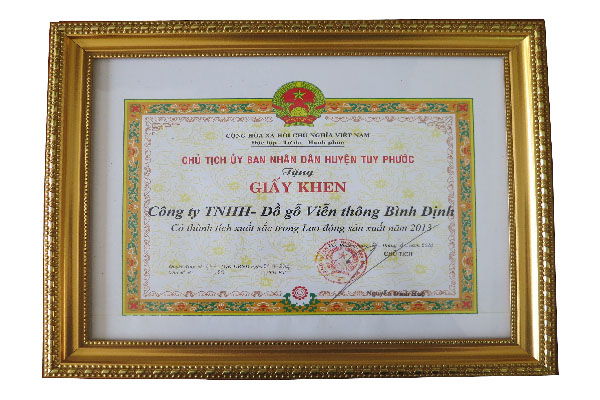 CỘNG HÒA XÃ HỘI CHỦ NGHĨA VIỆT NAM
Độc lập - Tự do - Hạnh phúc
CHỦ TỊCH ỦY BAN NHÂN DÂN HUYỆN TUY PHƯỚC
Tặng
GIẤY KHEN
Công ty TNHH- Đồ gỗ Viễn thông Bình Định
Có thành tích xuất sắc trong Lao động sản xuất năm 2013
CHỦ TỊCH
Nguyễn Đình